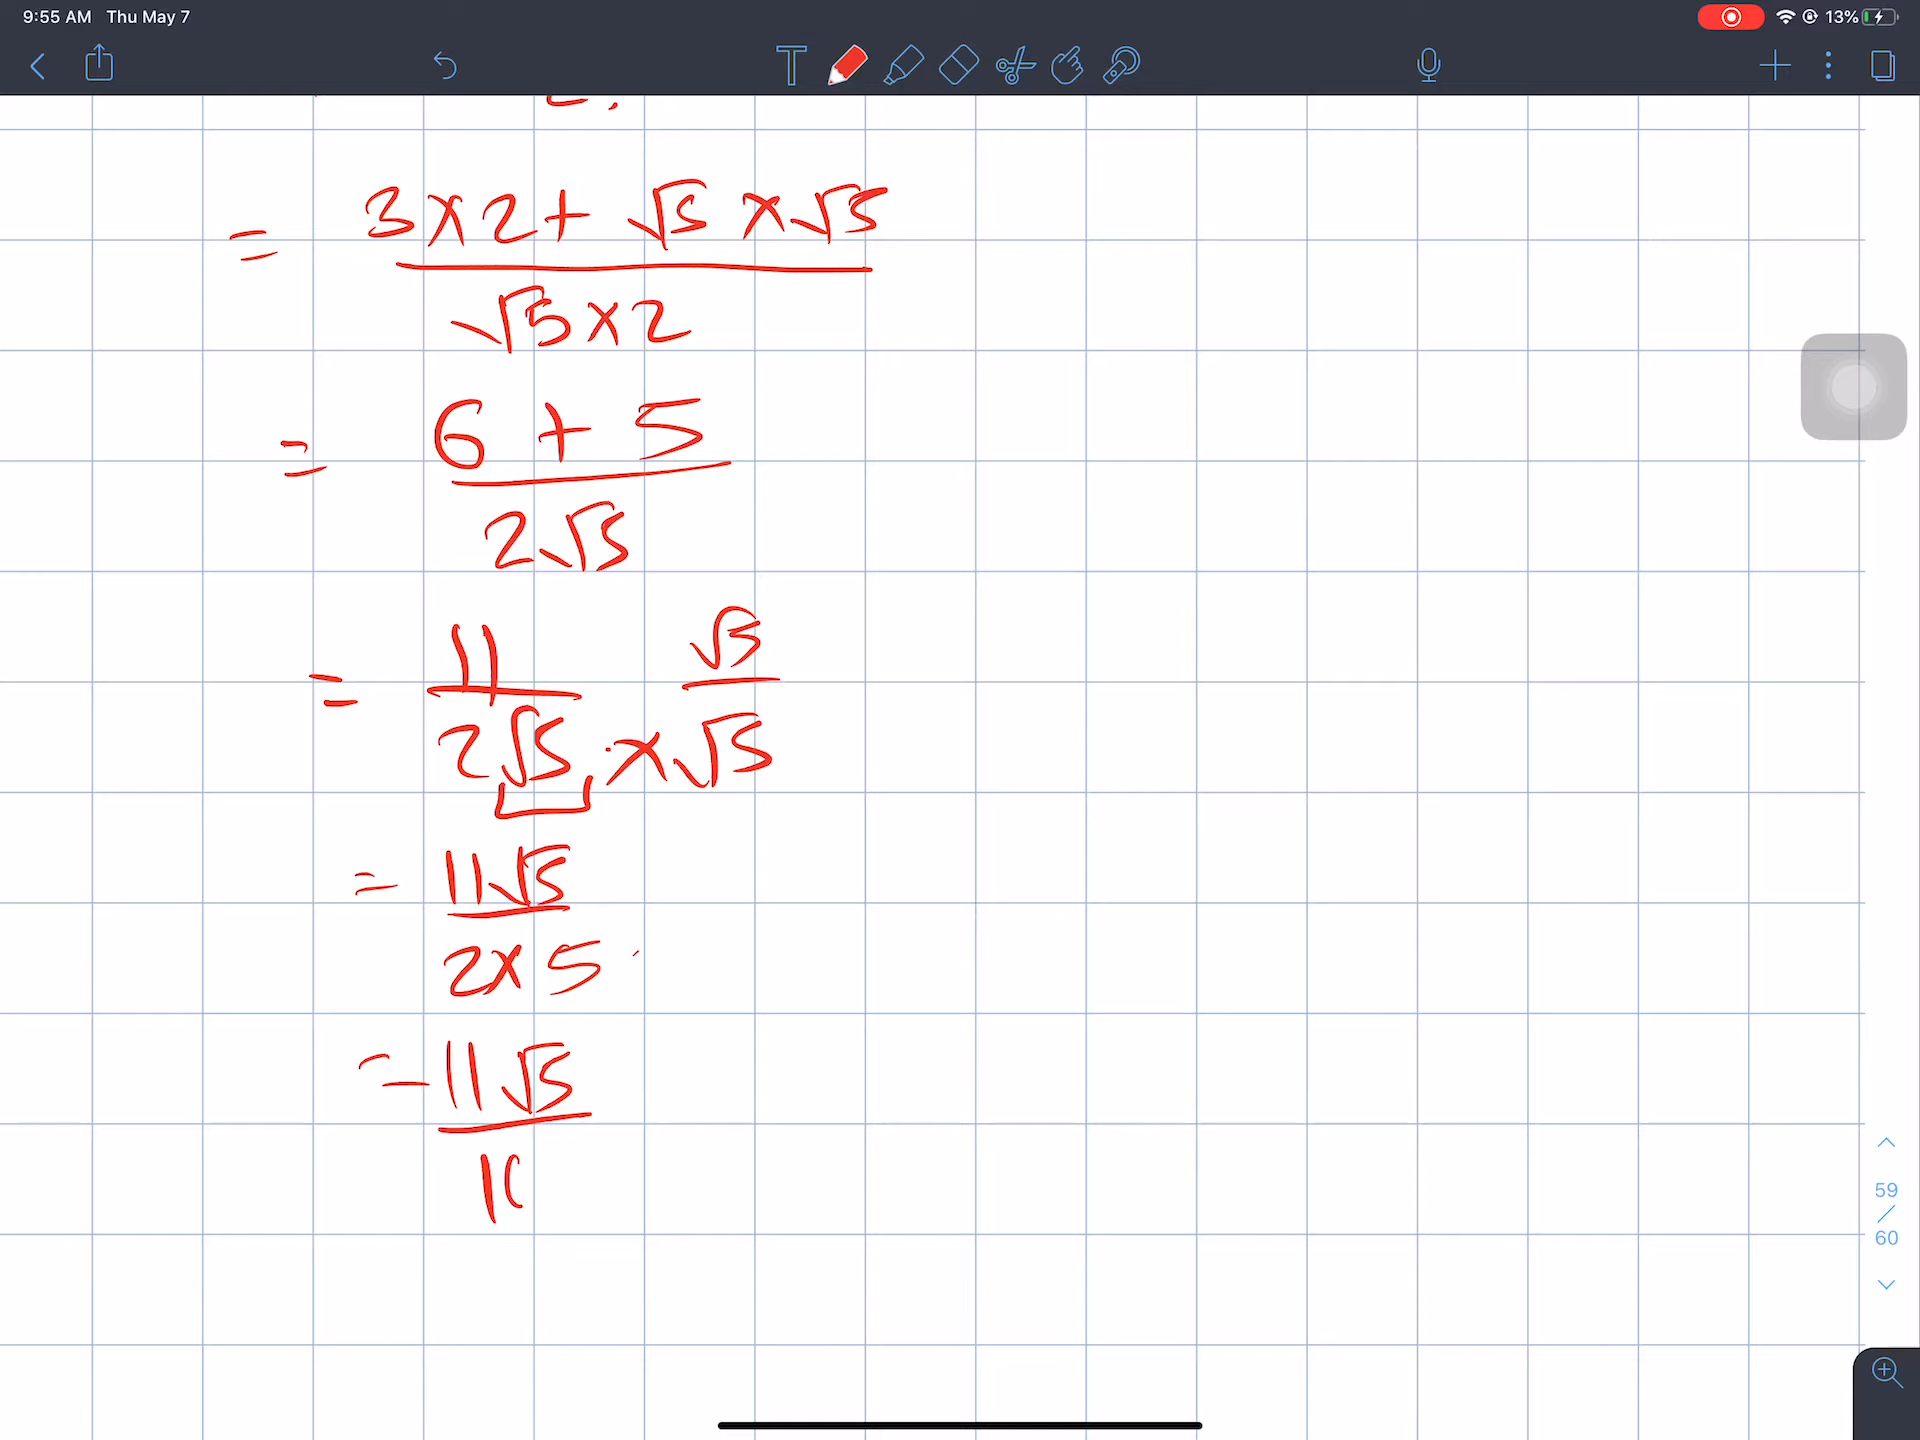 9:55 AM Thu May 7
13%
= (3 × 2 + √5 × √5) / (√5 × 2)
= (6 + 5) / (2√5)
= 11 / (2√5) × √5 / √5
= 11√5 / (2 × 5)
= 11√5 / 10
59
/
60